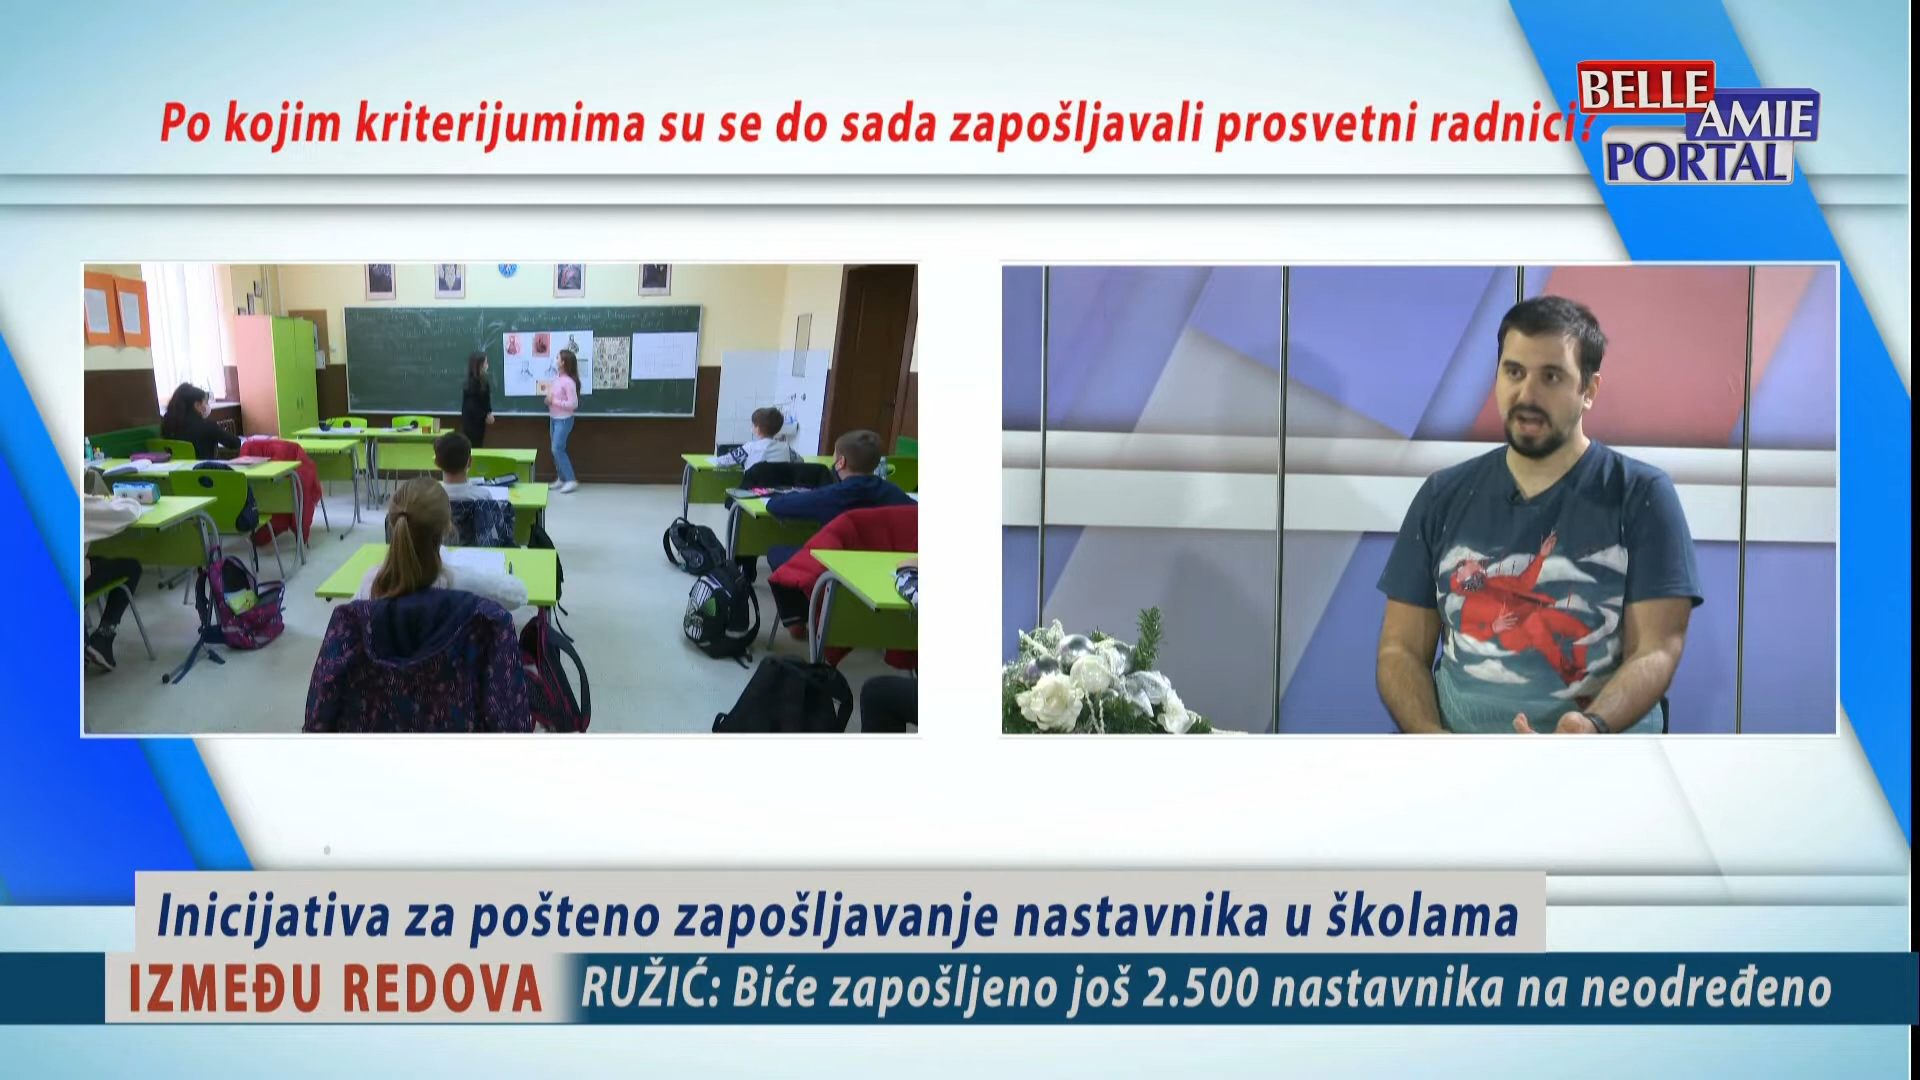 Po kojim kriterijumima su se do sada zapošljavali prosvetni radnici?
BELLE
AMIE
PORTAL
Inicijativa za pošteno zapošljavanje nastavnika u školama
IZMEĐU REDOVA
RUŽIĆ: Biće zapošljeno još 2.500 nastavnika na neodređeno